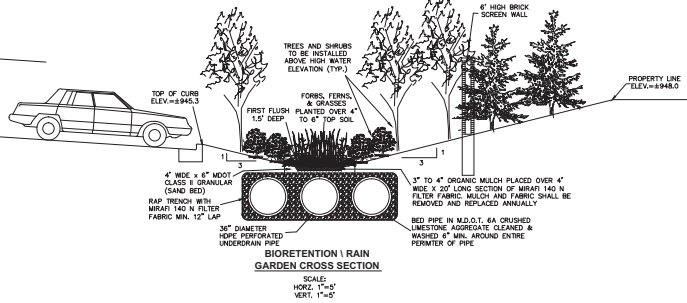 6' HIGH BRICK
SCREEN WALL
TREES AND SHRUBS
TO BE INSTALLED
ABOVE HIGH WATER
ELEVATION (TYP.)
PROPERTY LINE
ELEV.=±948.0
TOP OF CURB
ELEV.=±945.3
FIRST FLUSH
1.5' DEEP
FORBS, FERNS,
& GRASSES
PLANTED OVER 4"
TO 6" TOP SOIL
1
3
1
3
4' WIDE x 6" MDOT
CLASS II GRANULAR
(SAND BED)
RAP TRENCH WITH
MIRAFI 140 N FILTER
FABRIC MIN. 12" LAP
36" DIAMETER
HDPE PERFORATED
UNDERDRAIN PIPE
3" TO 4" ORGANIC MULCH PLACED OVER 4'
WIDE X 20' LONG SECTION OF MIRAFI 140 N
FILTER FABRIC. MULCH AND FABRIC SHALL BE
REMOVED AND REPLACED ANNUALLY
BED PIPE IN M.D.O.T. 6A CRUSHED
LIMESTONE AGGREGATE CLEANED &
WASHED 6" MIN. AROUND ENTIRE
PERIMTER OF PIPE
BIORETENTION \ RAIN
GARDEN CROSS SECTION
SCALE:
HORZ. 1"=5'
VERT. 1"=5'